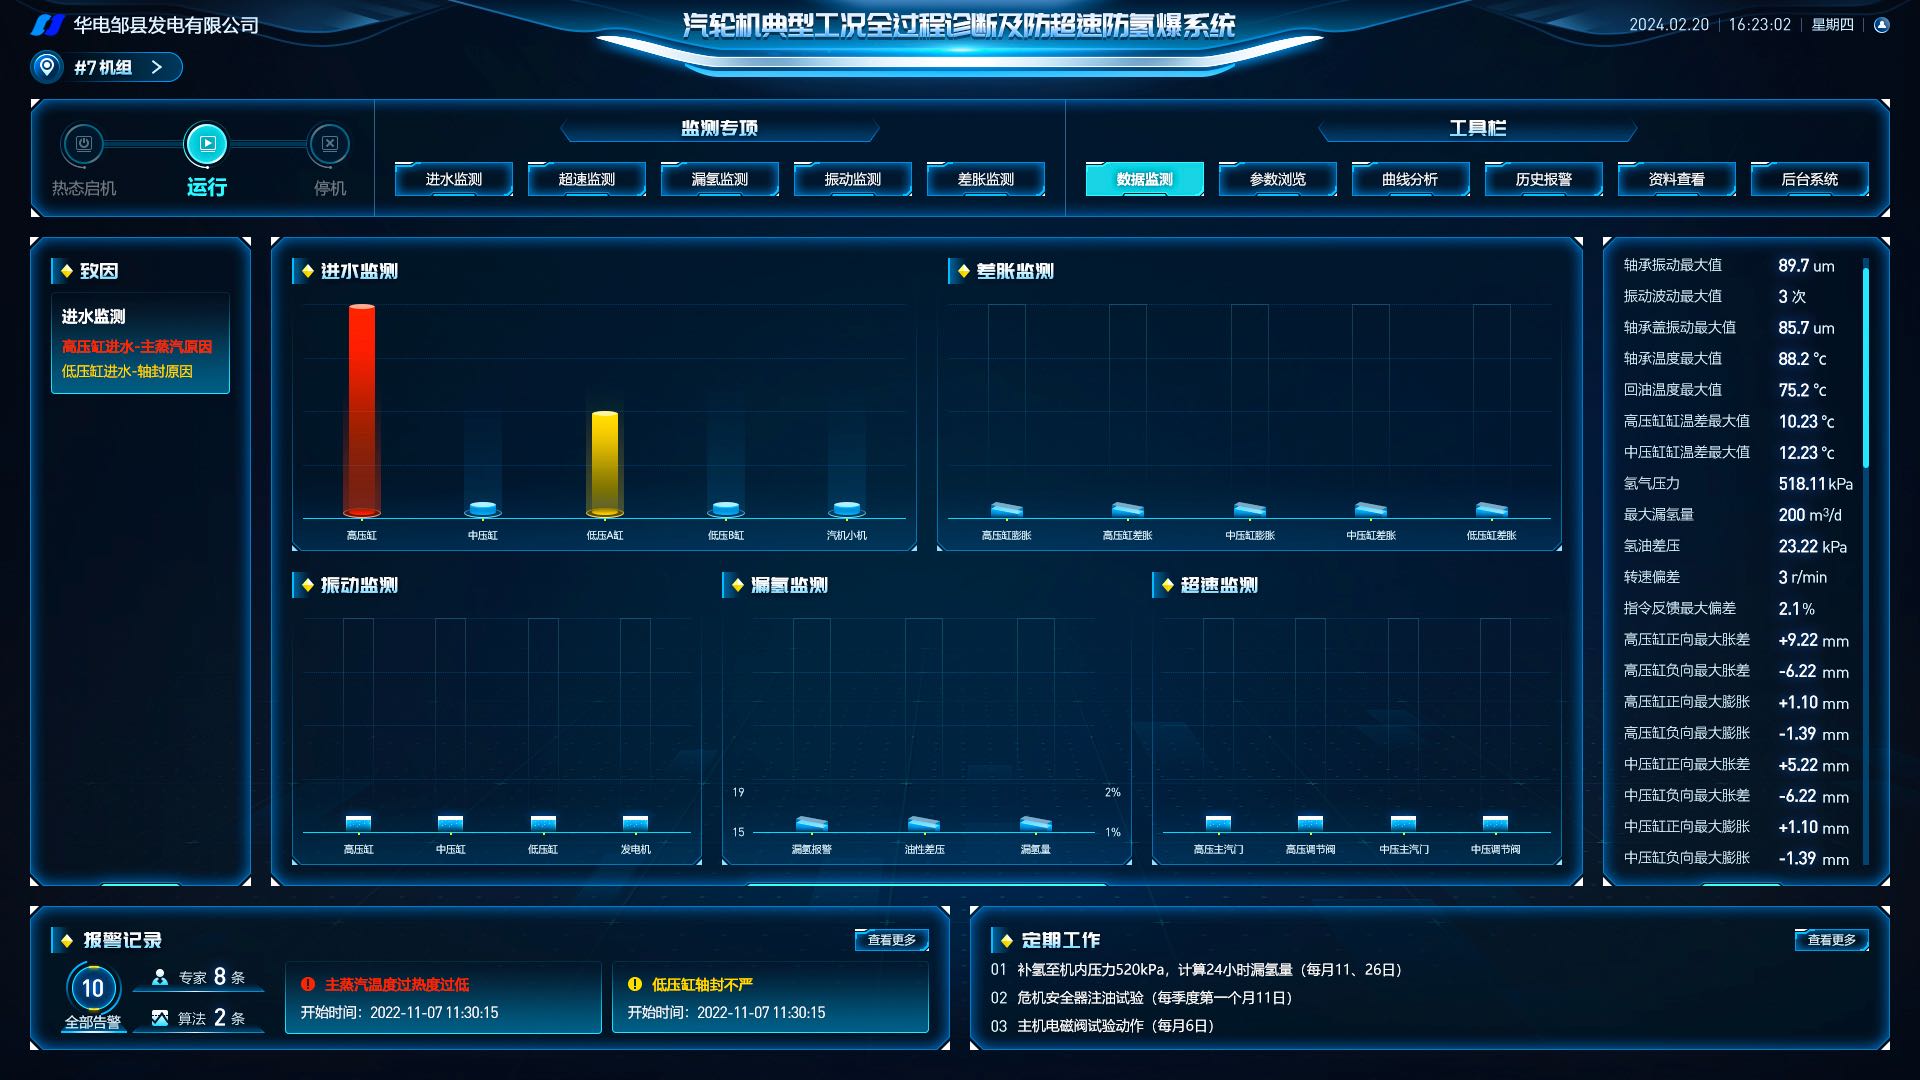 华电邹县发电有限公司
汽轮机典型工况全过程诊断及防超速防氢爆系统
2024.02.20 16:23:02 星期四
#7机组
热态启机 运行 停机
监测专项
进水监测 超速监测 漏氢监测 振动监测 差胀监测
工具栏
数据监测 参数浏览 曲线分析 历史报警 资料查看 后台系统
致因
进水监测
高压缸进水-主蒸汽原因
低压缸进水-轴封原因
进水监测
高压缸 中压缸 低压A缸 低压B缸 汽机小机
差胀监测
高压缸膨胀 高压缸差胀 中压缸膨胀 中压缸差胀 低压缸差胀
振动监测
高压缸 中压缸 低压缸 发电机
漏氢监测
19 2%
15 1%
漏氢报警 油性差压 漏氢量
超速监测
高压主汽门 高压调节阀 中压主汽门 中压调节阀
轴承振动最大值 89.7 um
振动波动最大值 3 次
轴承盖振动最大值 85.7 um
轴承温度最大值 88.2 ℃
回油温度最大值 75.2 ℃
高压缸缸温差最大值 10.23 ℃
中压缸缸温差最大值 12.23 ℃
氢气压力 518.11 kPa
最大漏氢量 200 m³/d
氢油差压 23.22 kPa
转速偏差 3 r/min
指令反馈最大偏差 2.1 %
高压缸正向最大胀差 +9.22 mm
高压缸负向最大胀差 -6.22 mm
高压缸正向最大膨胀 +1.10 mm
高压缸负向最大膨胀 -1.39 mm
中压缸正向最大胀差 +5.22 mm
中压缸负向最大胀差 -6.22 mm
中压缸正向最大膨胀 +1.10 mm
中压缸负向最大膨胀 -1.39 mm
报警记录
查看更多
10
全部告警
专家 8 条
算法 2 条
主蒸汽温度过热度过低
开始时间：2022-11-07 11:30:15
低压缸轴封不严
开始时间：2022-11-07 11:30:15
定期工作
查看更多
01 补氢至机内压力520kPa，计算24小时漏氢量（每月11、26日）
02 危机安全器注油试验（每季度第一个月11日）
03 主机电磁阀试验动作（每月6日）